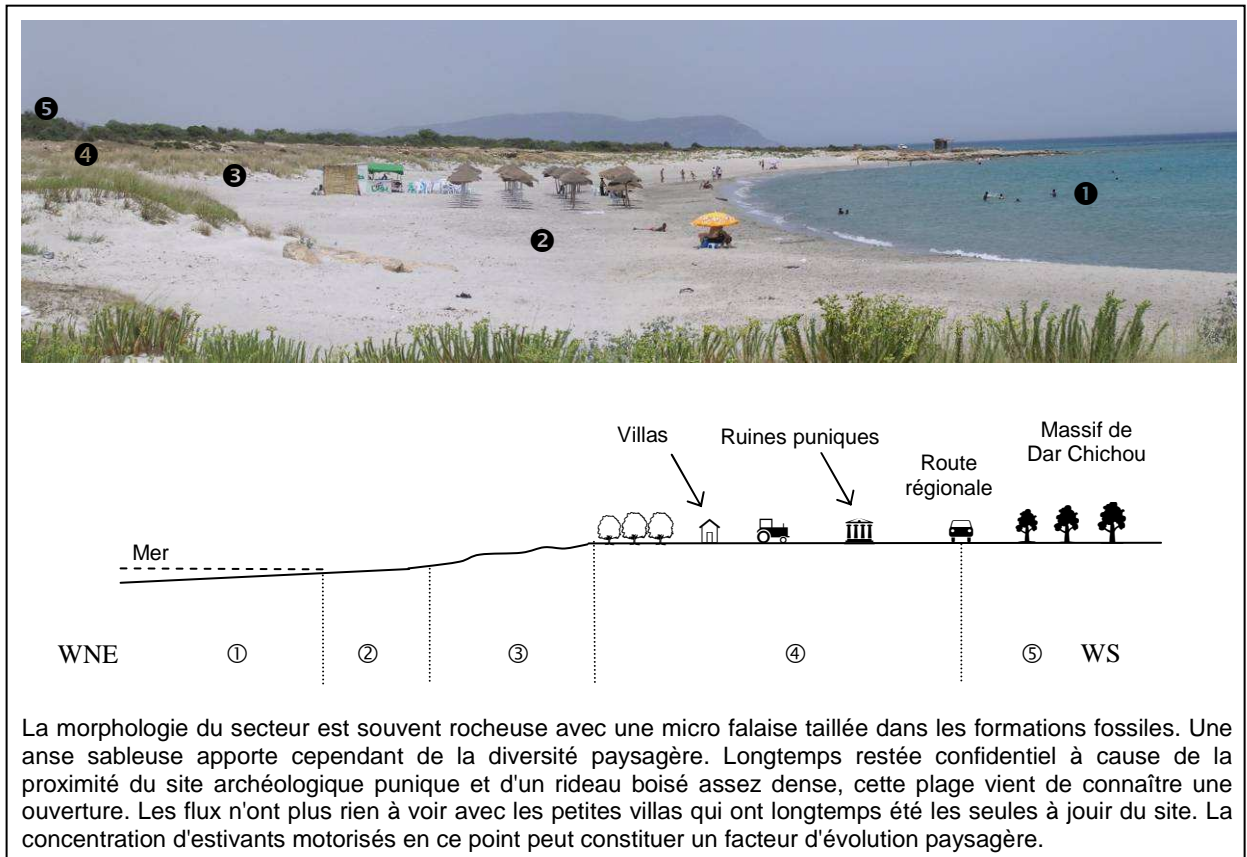 ❺
❹
❸
❶
❷
Villas
Ruines puniques
Massif de
Dar Chichou
Route
régionale
Mer
WNE
①
②
③
④
⑤
WS
La morphologie du secteur est souvent rocheuse avec une micro falaise taillée dans les formations fossiles. Une
anse sableuse apporte cependant de la diversité paysagère. Longtemps restée confidentiel à cause de la
proximité du site archéologique punique et d'un rideau boisé assez dense, cette plage vient de connaître une
ouverture. Les flux n'ont plus rien à voir avec les petites villas qui ont longtemps été les seules à jouir du site. La
concentration d'estivants motorisés en ce point peut constituer un facteur d'évolution paysagère.